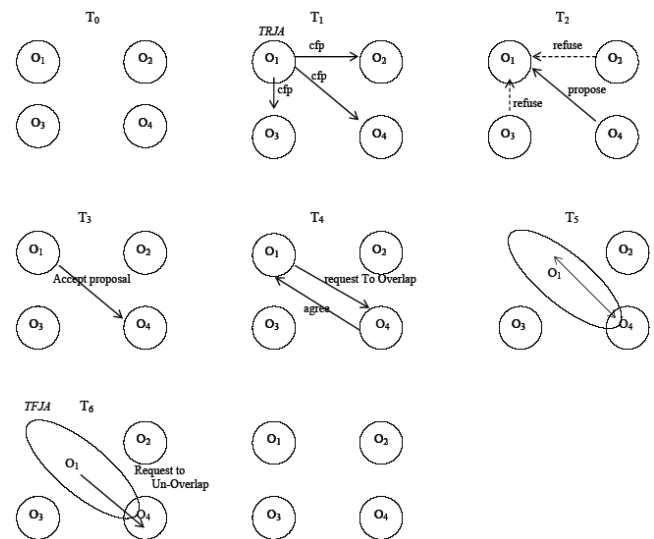 T₀
O₁
O₂
O₃
O₄
T₁
TRJA
O₁
cfp
O₂
cfp
cfp
O₃
O₄
T₂
O₁
refuse
O₂
propose
refuse
O₃
O₄
T₃
O₁
O₂
Accept proposal
O₃
O₄
T₄
O₁
O₂
request To Overlap
agree
O₃
O₄
T₅
O₂
O₁
O₃
O₄
TFJA T₆
O₂
O₁
Request to
Un-Overlap
O₃
O₄
O₁
O₂
O₃
O₄